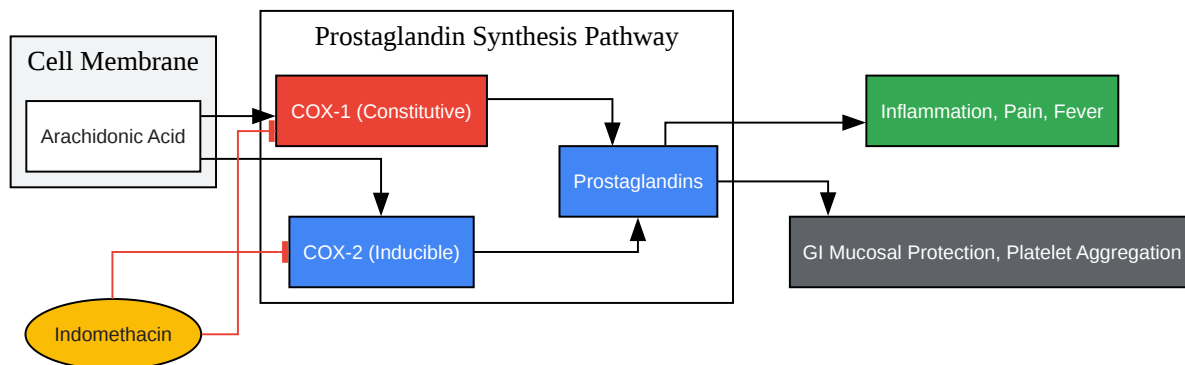 Prostaglandin Synthesis Pathway
Cell Membrane
COX-1 (Constitutive)
Inflammation, Pain, Fever
Arachidonic Acid
Prostaglandins
COX-2 (Inducible)
GI Mucosal Protection, Platelet Aggregation
Indomethacin